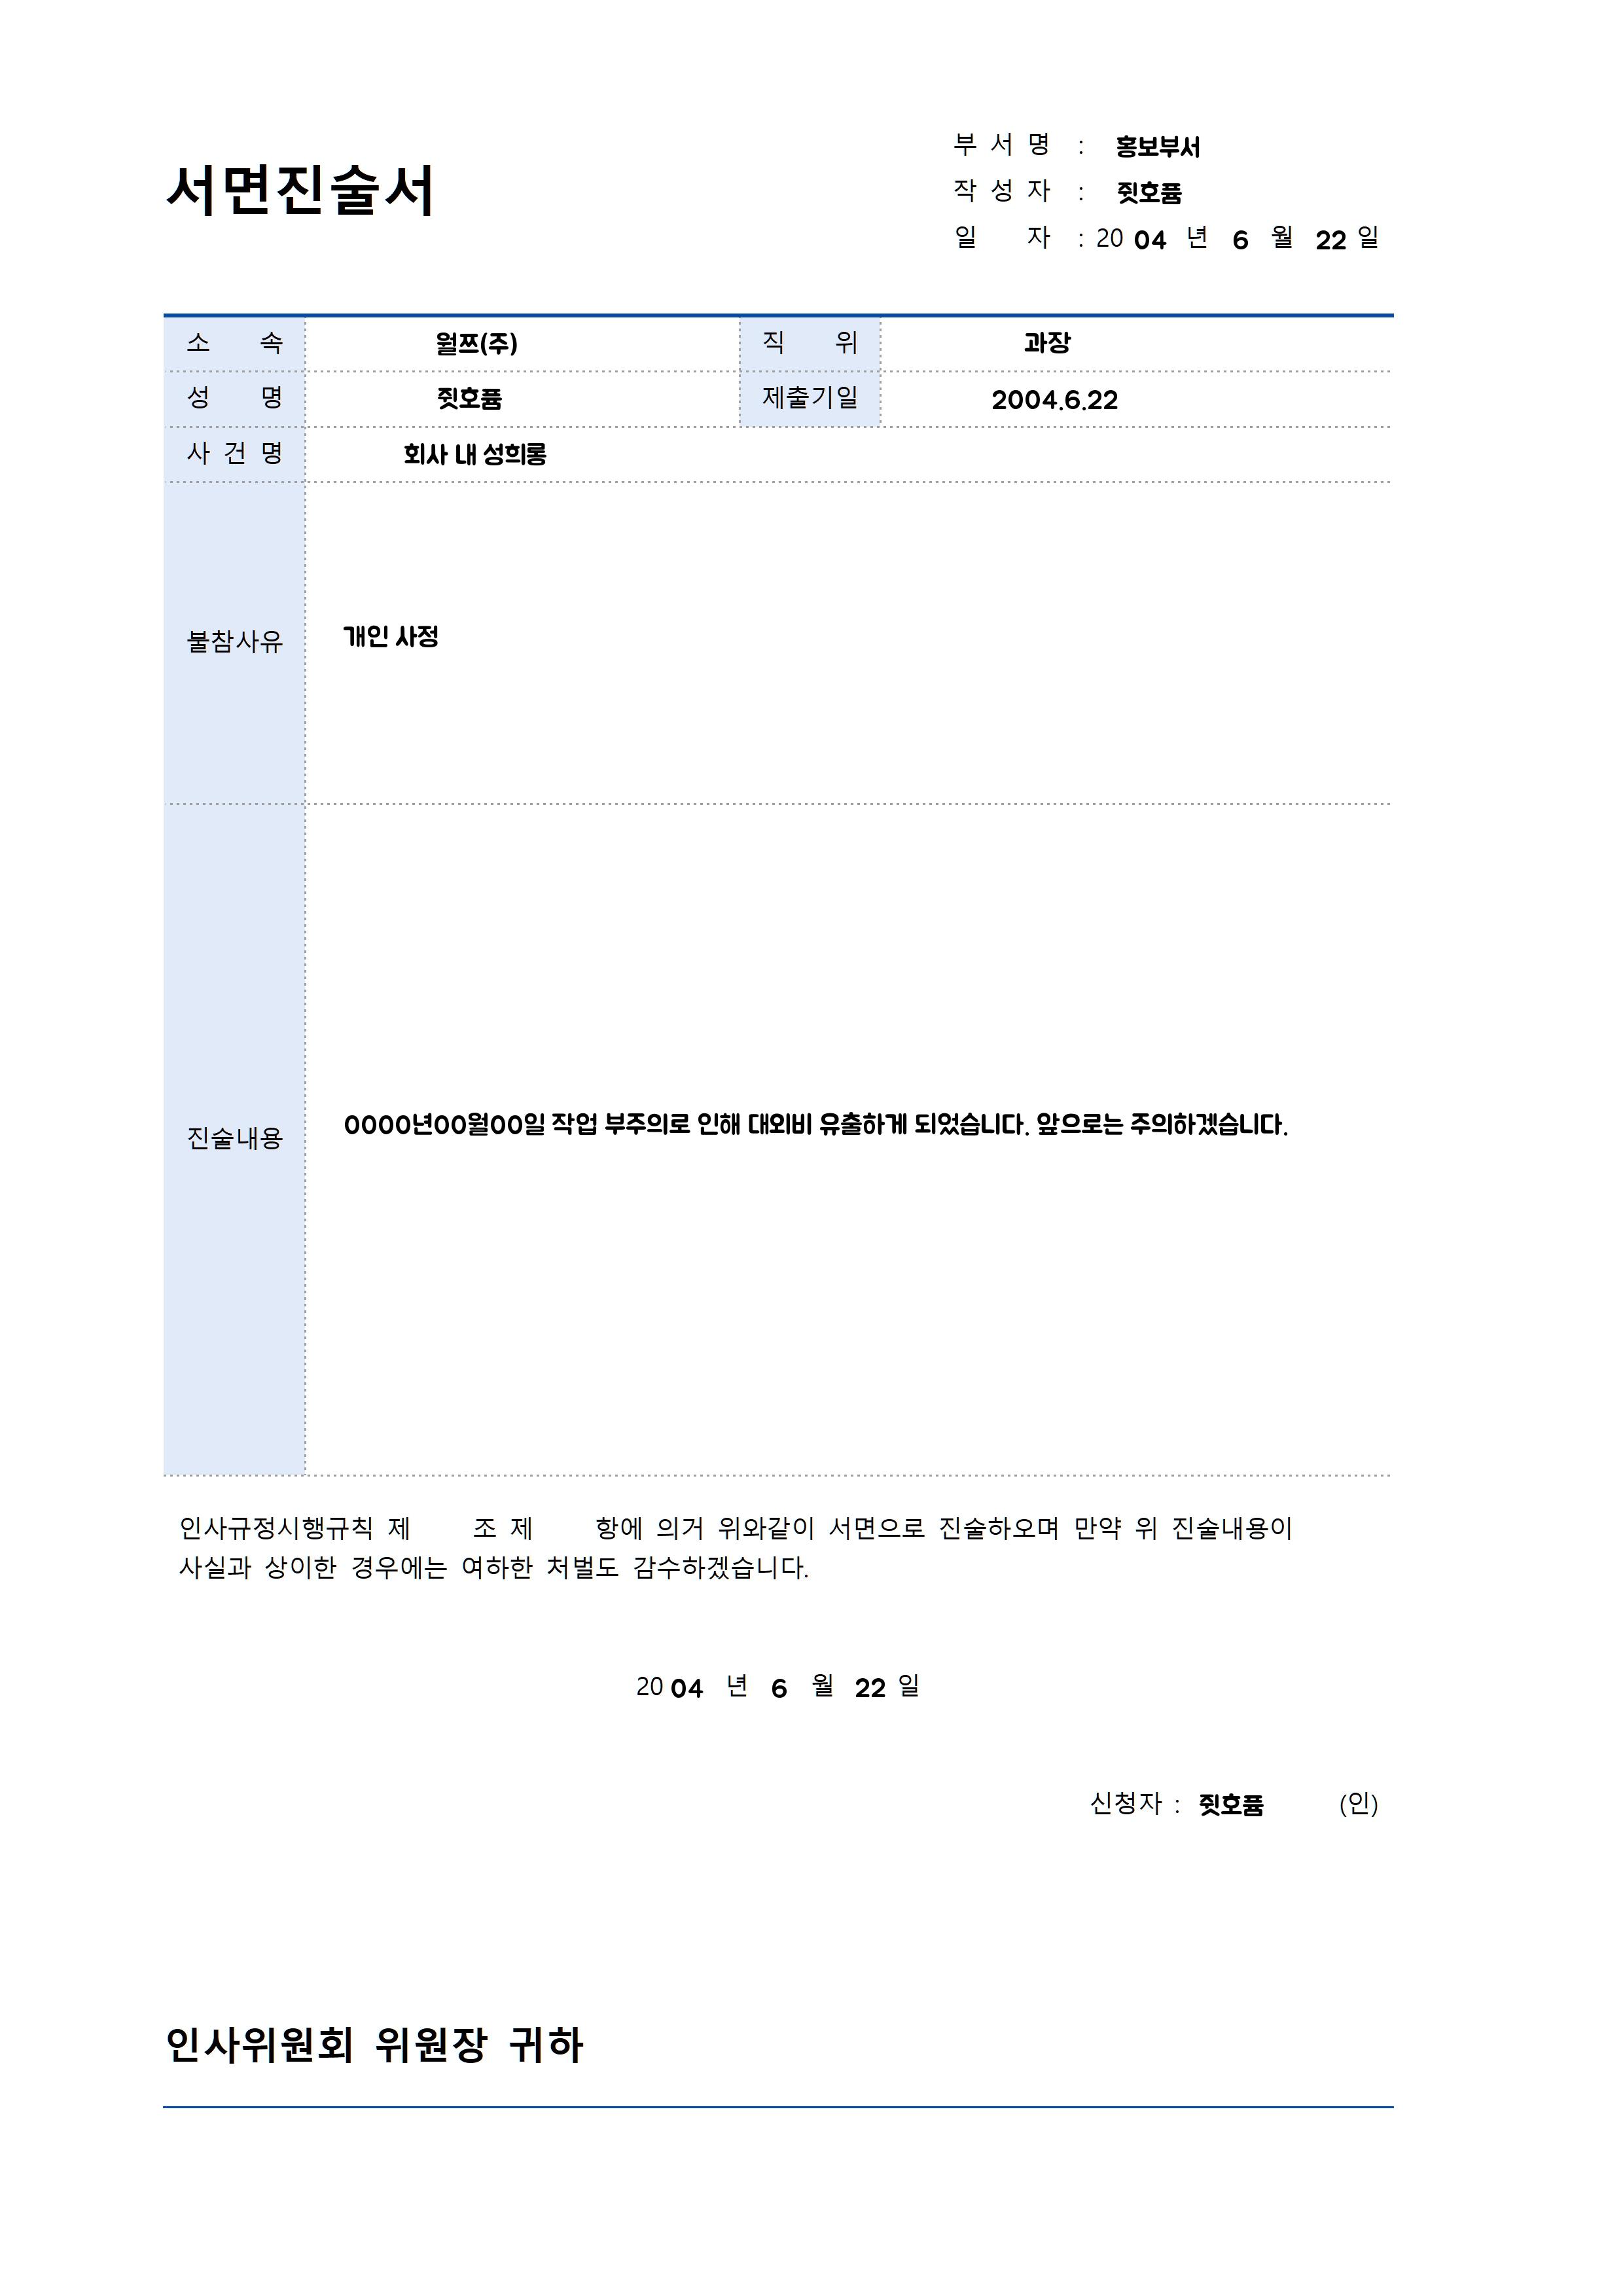 부 서 명 : 홍보부서
서면진술서
작 성 자 : 쥣호퓸
일 자 : 20 04 년 6 월 22 일
소 속 월쯔(주) 직 위 과장
성 명 쥣호퓸 제출기일 2004.6.22
사 건 명 회사 내 성희롱
불참사유 개인 사정
진술내용 0000년00월00일 작업 부주의로 인해 대외비 유출하게 되었습니다. 앞으로는 주의하겠습니다.
인사규정시행규칙 제 조 제 항에 의거 위와같이 서면으로 진술하오며 만약 위 진술내용이
사실과 상이한 경우에는 여하한 처벌도 감수하겠습니다.
20 04 년 6 월 22 일
신청자 : 쥣호퓸 (인)
인사위원회 위원장 귀하